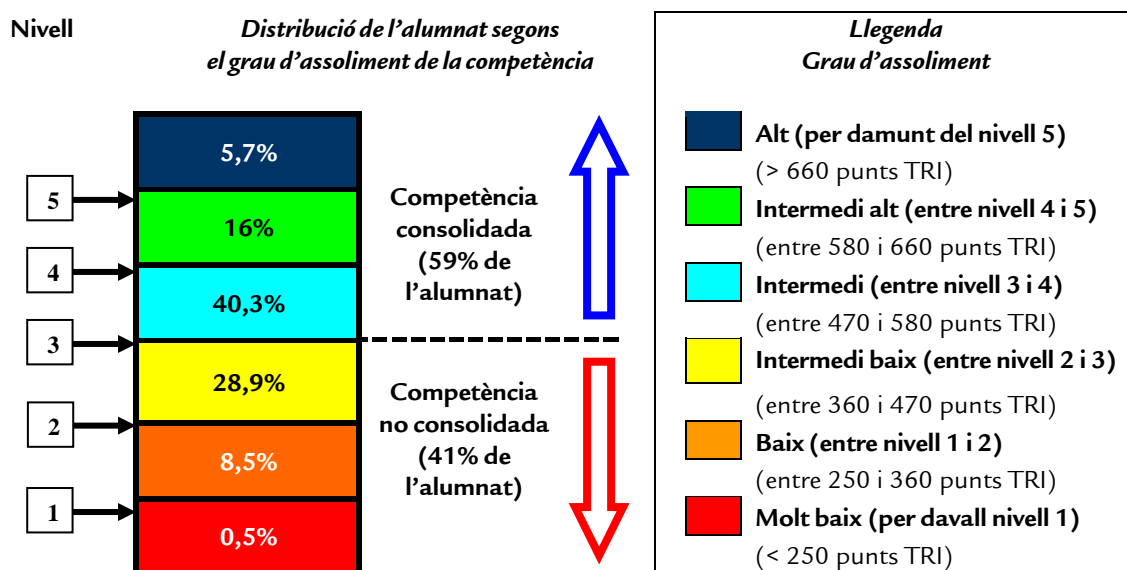 Nivell
Distribució de l'alumnat segons
el grau d'assoliment de la competència
5,7%
16%
40,3%
28,9%
8,5%
0,5%
5
4
3
2
1
Competència
consolidada
(59% de
l'alumnat)
Competència
no consolidada
(41% de
l'alumnat)
Llegenda
Grau d'assoliment
Alt (per damunt del nivell 5)
(> 660 punts TRI)
Intermedi alt (entre nivell 4 i 5)
(entre 580 i 660 punts TRI)
Intermedi (entre nivell 3 i 4)
(entre 470 i 580 punts TRI)
Intermedi baix (entre nivell 2 i 3)
(entre 360 i 470 punts TRI)
Baix (entre nivell 1 i 2)
(entre 250 i 360 punts TRI)
Molt baix (per davall nivell 1)
(< 250 punts TRI)